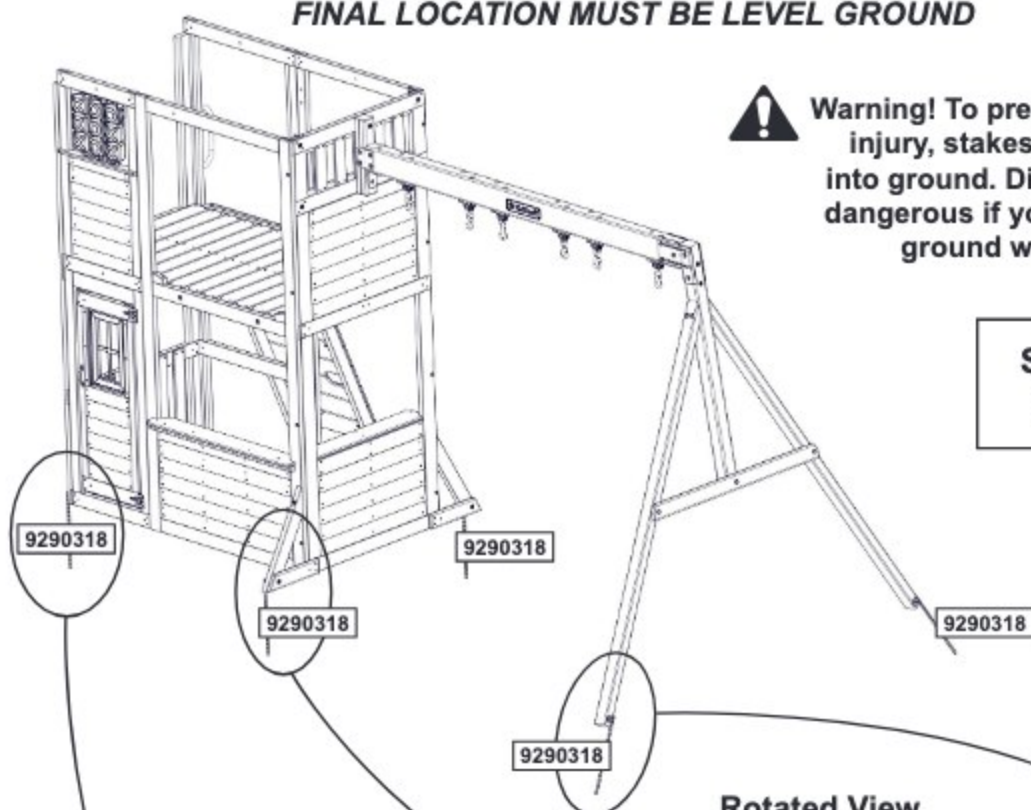 FINAL LOCATION MUST BE LEVEL GROUND
Warning! To pre
injury, stakes
into ground. Di
dangerous if yo
ground w
S
9290318
9290318
9290318
9290318
9290318
Rotated View